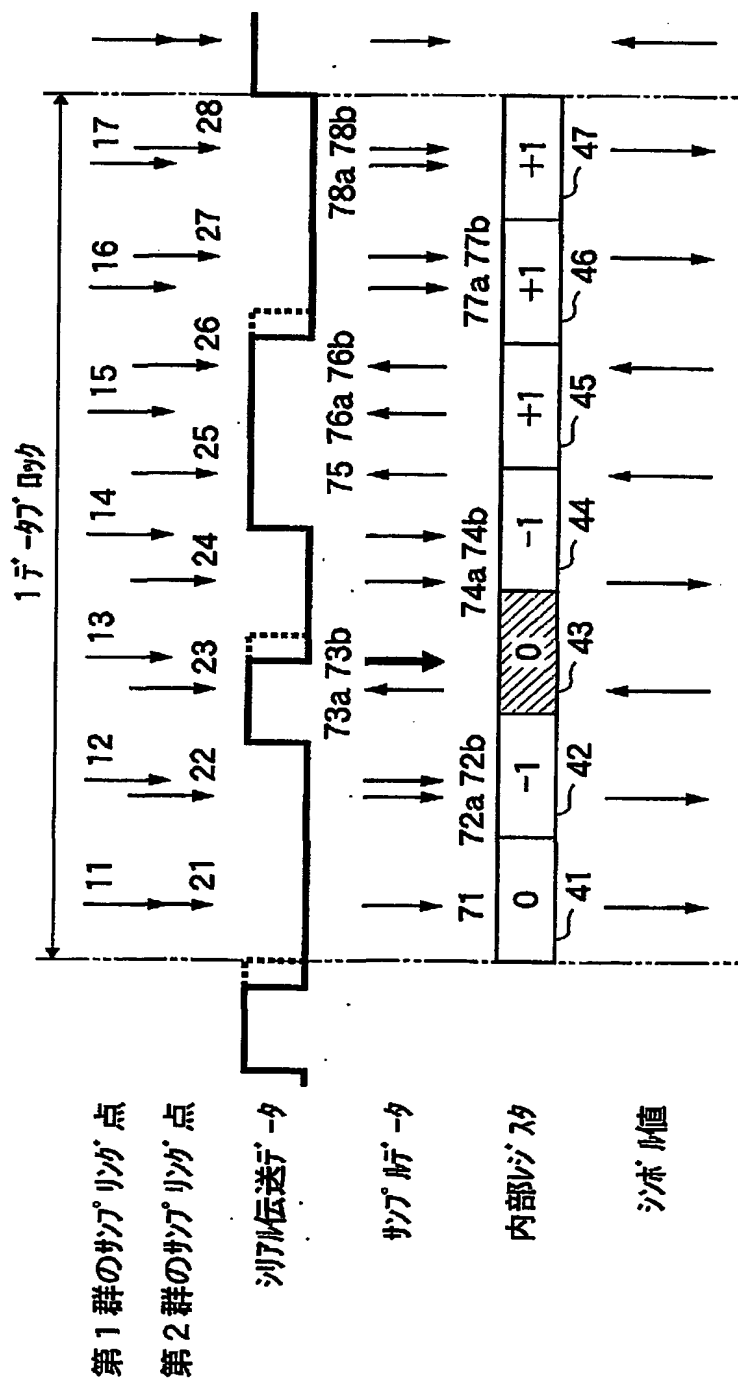 1データブロック
第1群のサンプリング点
11 12 13 14 15 16 17
第2群のサンプリング点
21 22 23 24 25 26 27 28
シリアル伝送データ
サンプルデータ
71 72a 72b 73a 73b 74a 74b 75 76a 76b 77a 77b 78a 78b
内部レジスタ
0 -1 0 -1 +1 +1 +1
41 42 43 44 45 46 47
シンボル値